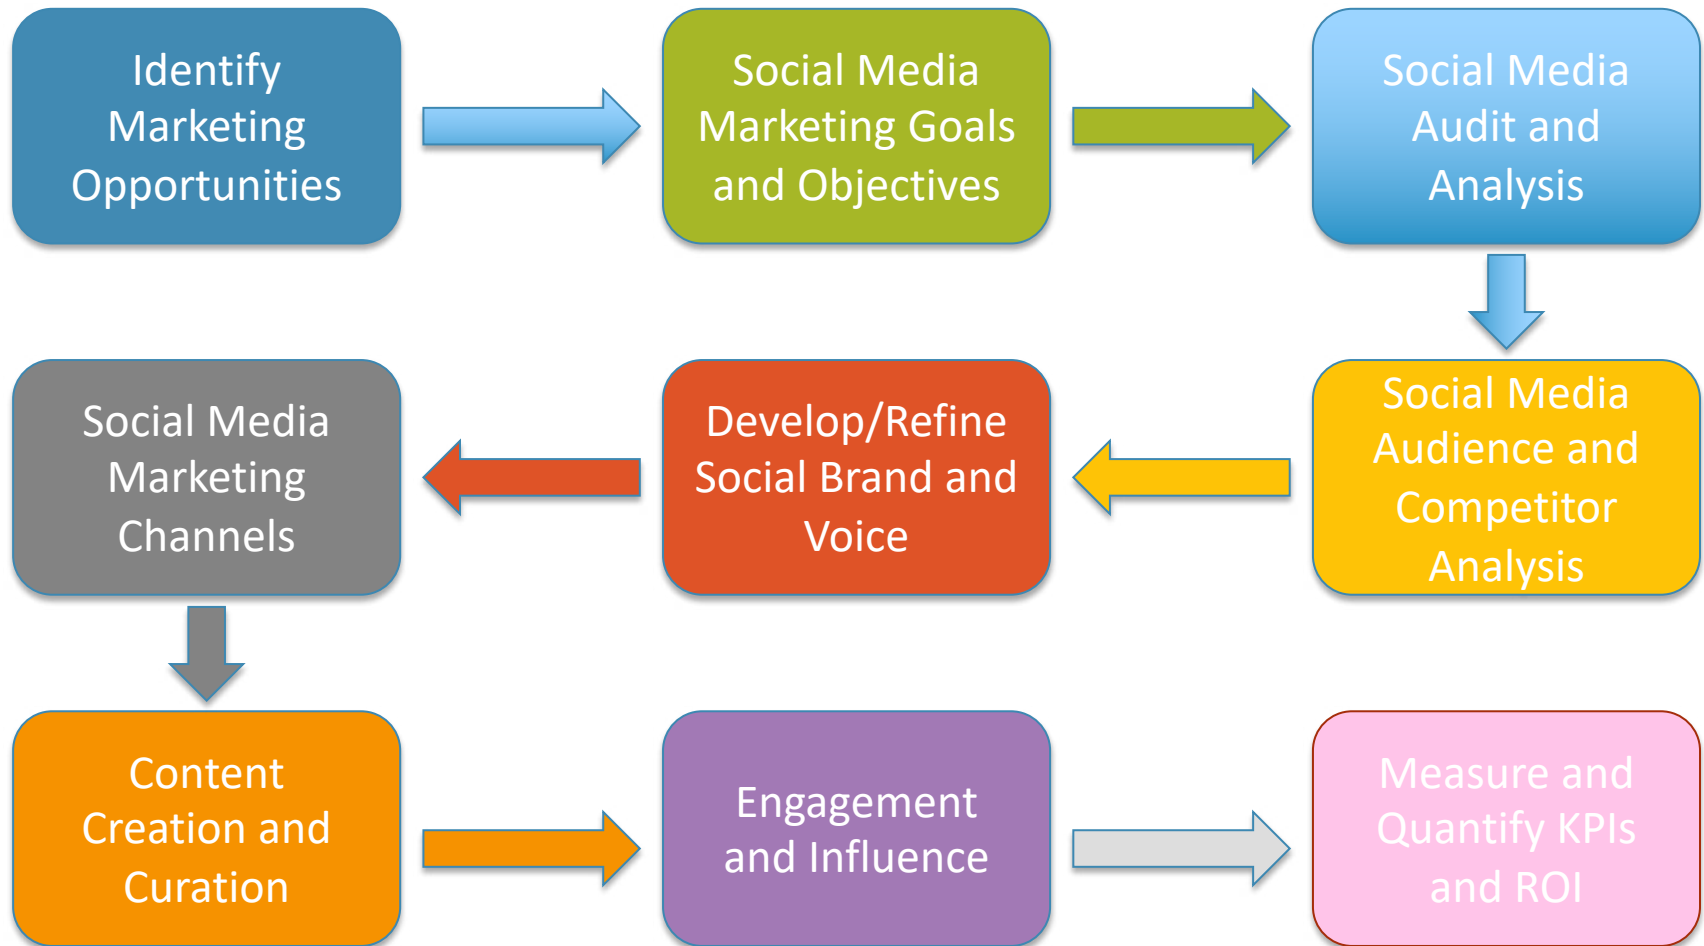 Identify
Marketing
Opportunities
Social Media
Marketing Goals
and Objectives
Social Media
Audit and
Analysis
Social Media
Audience and
Competitor
Analysis
Develop/Refine
Social Brand and
Voice
Social Media
Marketing
Channels
Content
Creation and
Curation
Engagement
and Influence
Measure and
Quantify KPIs
and ROI